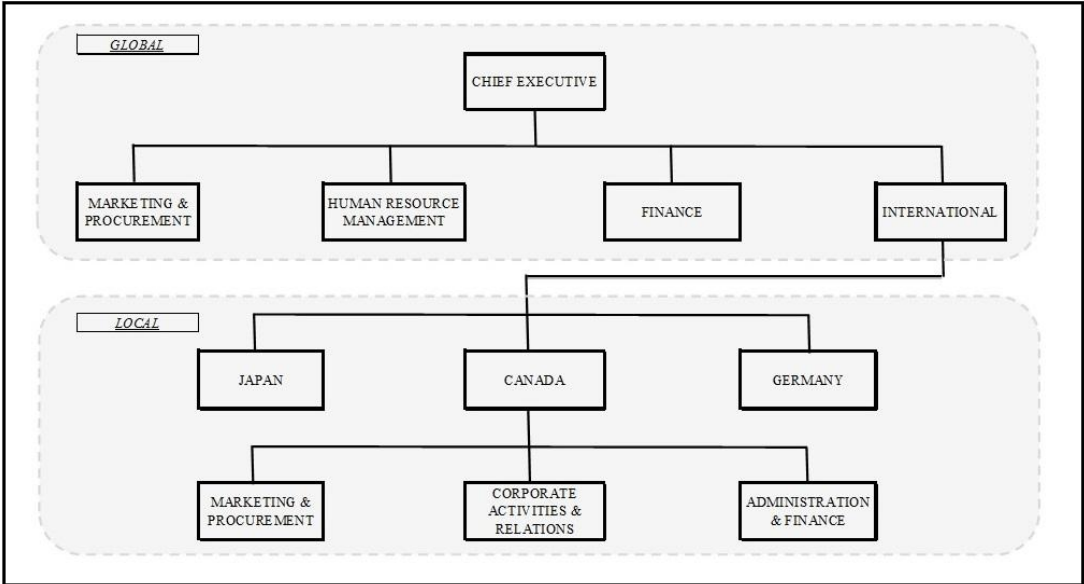 GLOBAL
CHIEF EXECUTIVE
MARKETING &
PROCUREMENT
HUMAN RESOURCE
MANAGEMENT
FINANCE
INTERNATIONAL
LOCAL
JAPAN
CANADA
GERMANY
MARKETING &
PROCUREMENT
CORPORATE
ACTIVITIES &
RELATIONS
ADMINISTRATION
& FINANCE